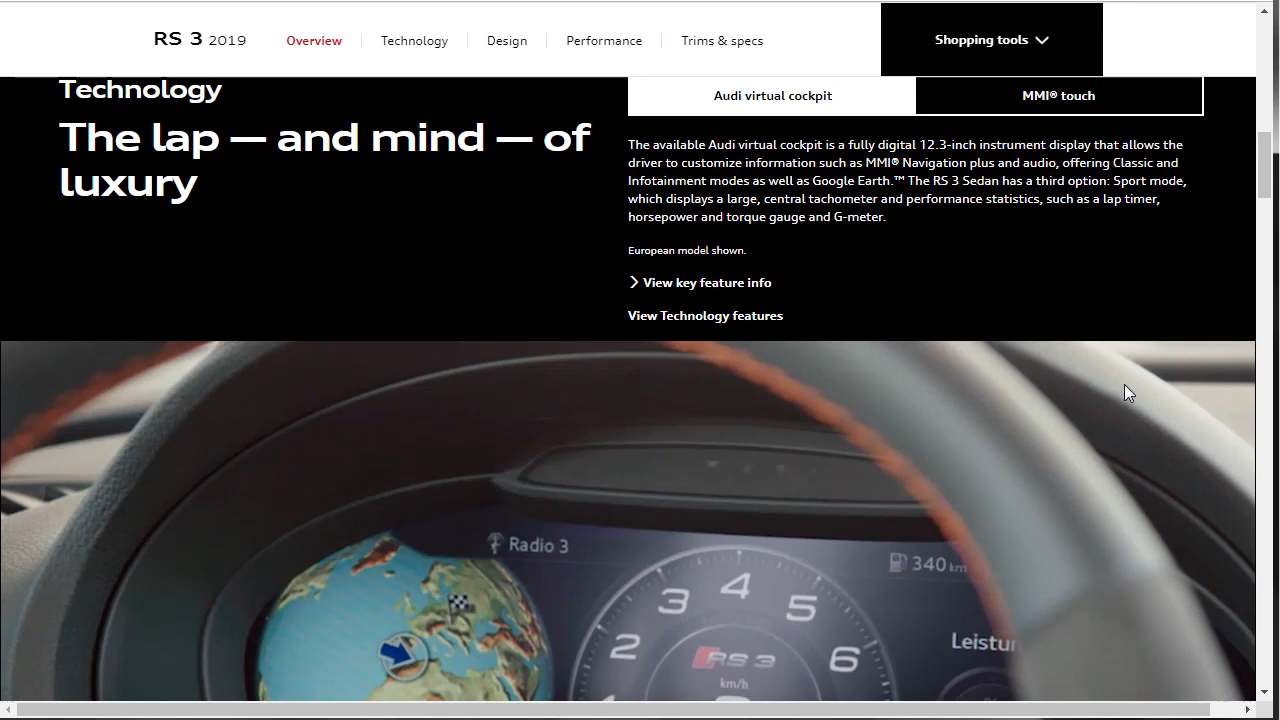 RS 3 2019
Overview
Technology
Design
Performance
Trims & specs
Shopping tools
Technology
The lap — and mind — of
luxury
Audi virtual cockpit
MMI® touch
The available Audi virtual cockpit is a fully digital 12.3-inch instrument display that allows the
driver to customize information such as MMI® Navigation plus and audio, offering Classic and
Infotainment modes as well as Google Earth.™ The RS 3 Sedan has a third option: Sport mode,
which displays a large, central tachometer and performance statistics, such as a lap timer,
horsepower and torque gauge and G-meter.
European model shown.
View key feature info
View Technology features
Radio 3
340 km
2 3 4 5 6
RS 3
km/h